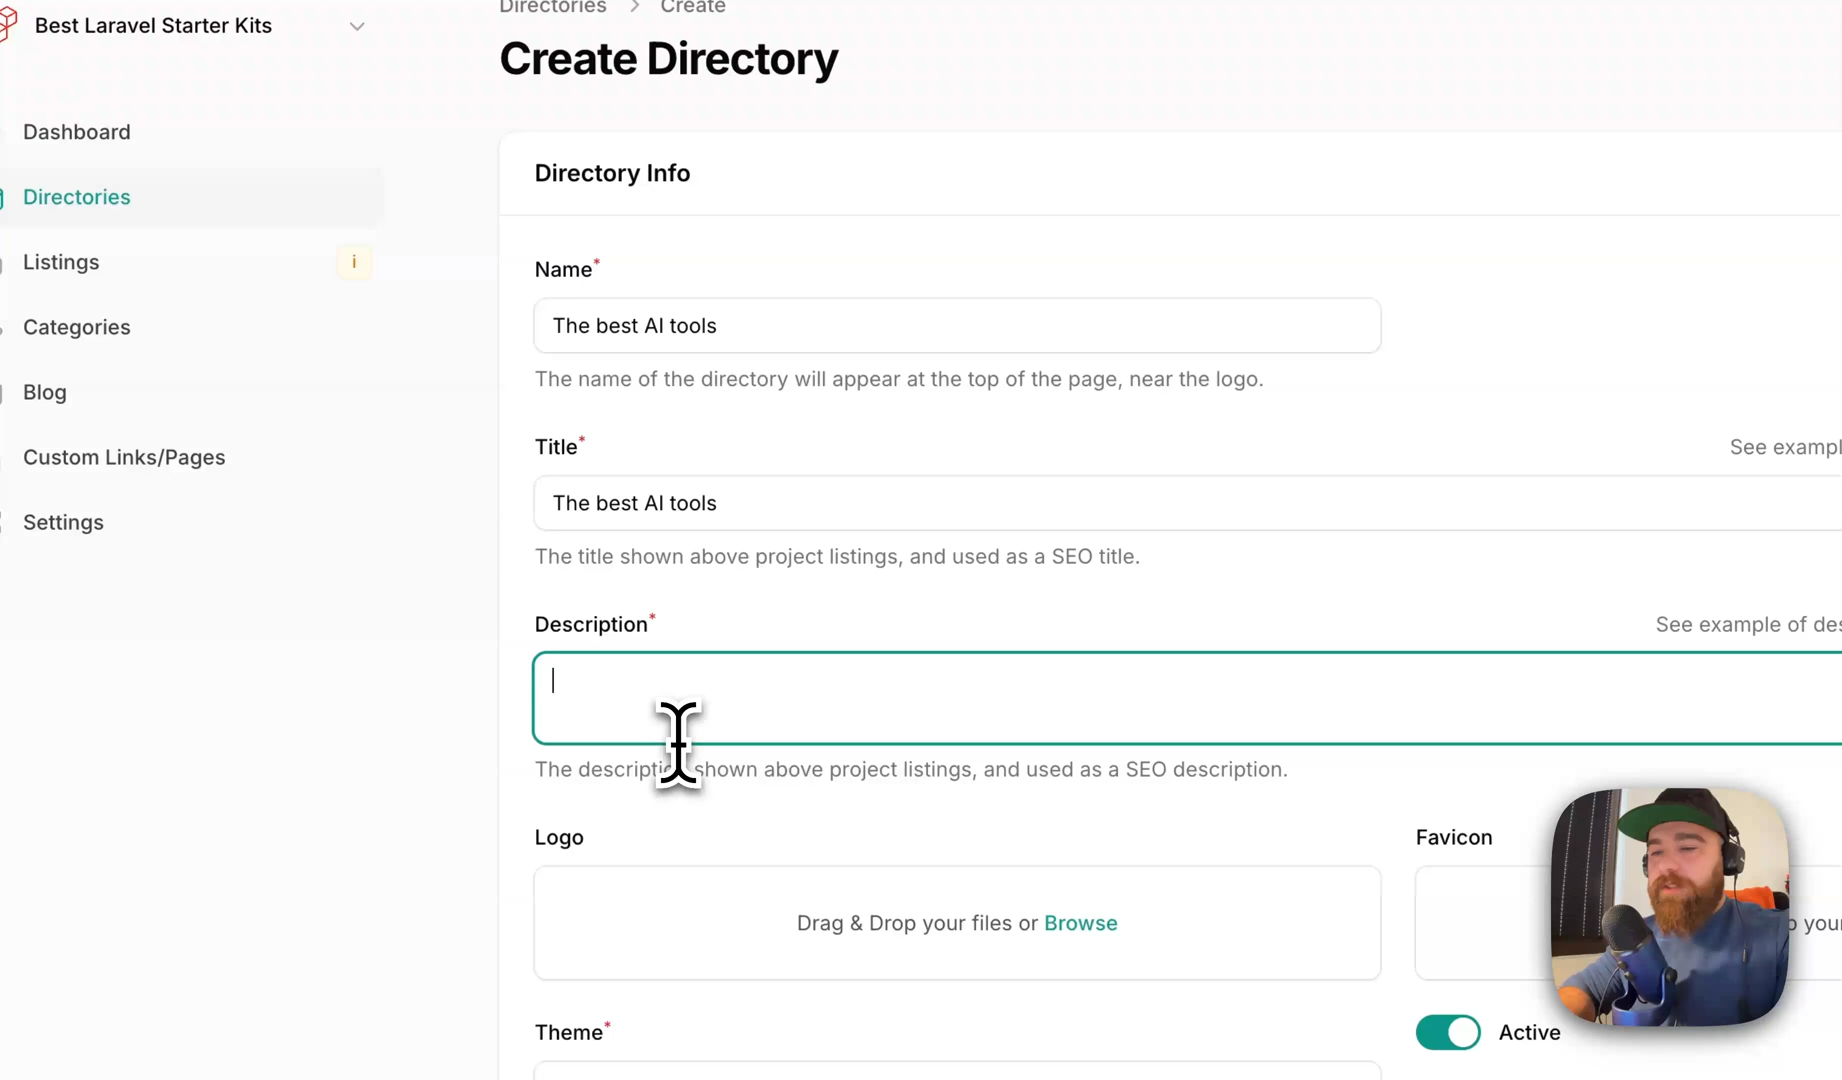 Best Laravel Starter Kits
Directories > Create
Create Directory
Dashboard
Directories
Listings i
Categories
Blog
Custom Links/Pages
Settings
Directory Info
Name*
The best AI tools
The name of the directory will appear at the top of the page, near the logo.
Title*
See
The best AI tools
The title shown above project listings, and used as a SEO title.
Description*
See example of
The description shown above project listings, and used as a SEO description.
Logo
Favicon
Drag & Drop your files or Browse
Theme*
Active